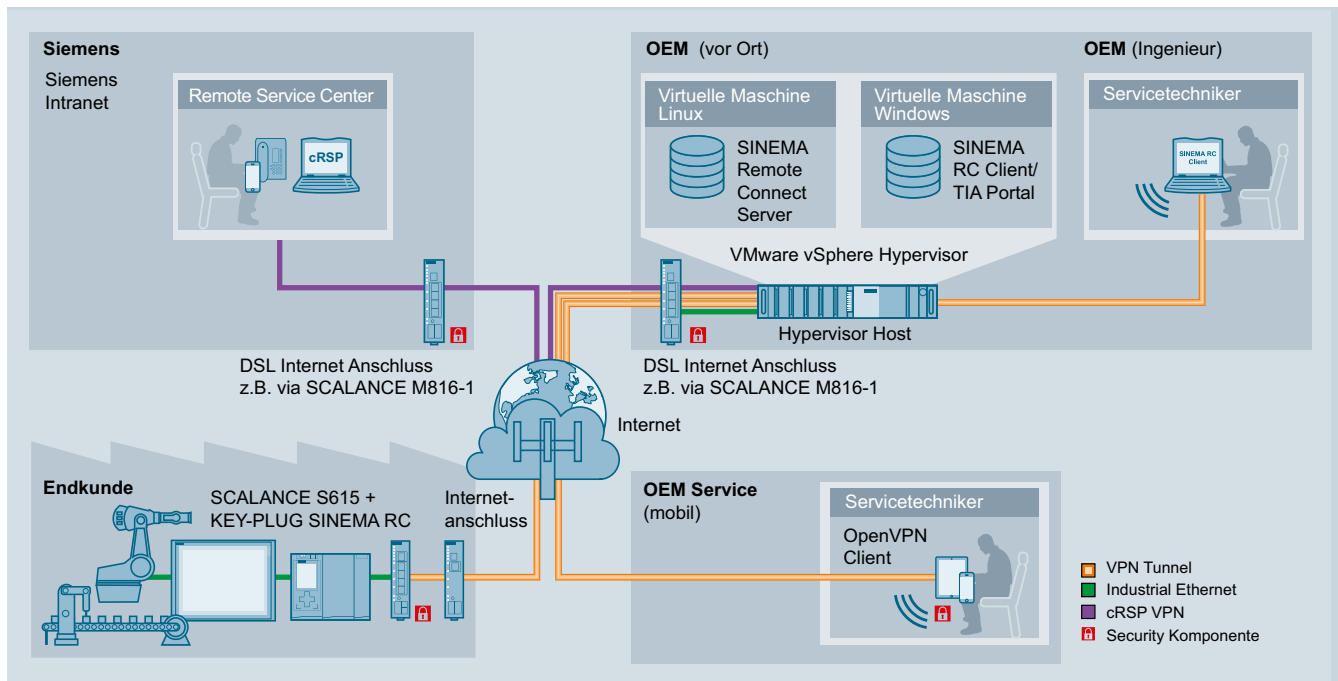 Siemens
Siemens
Intranet
Remote Service Center
cRSP
OEM (vor Ort)
Virtuelle Maschine
Linux
SINEMA
Remote
Connect
Server
Virtuelle Maschine
Windows
SINEMA
RC Client/
TIA Portal
OEM (Ingenieur)
Servicetechniker
SINEMA RC
Client
VMware vSphere Hypervisor
Hypervisor Host
DSL Internet Anschluss
z.B. via SCALANCE M816-1
DSL Internet Anschluss
z.B. via SCALANCE M816-1
Internet
Endkunde
SCALANCE S615 +
KEY-PLUG SINEMA RC
Internet-
anschluss
OEM Service
(mobil)
Servicetechniker
OpenVPN
Client
VPN Tunnel
Industrial Ethernet
cRSP VPN
Security Komponente